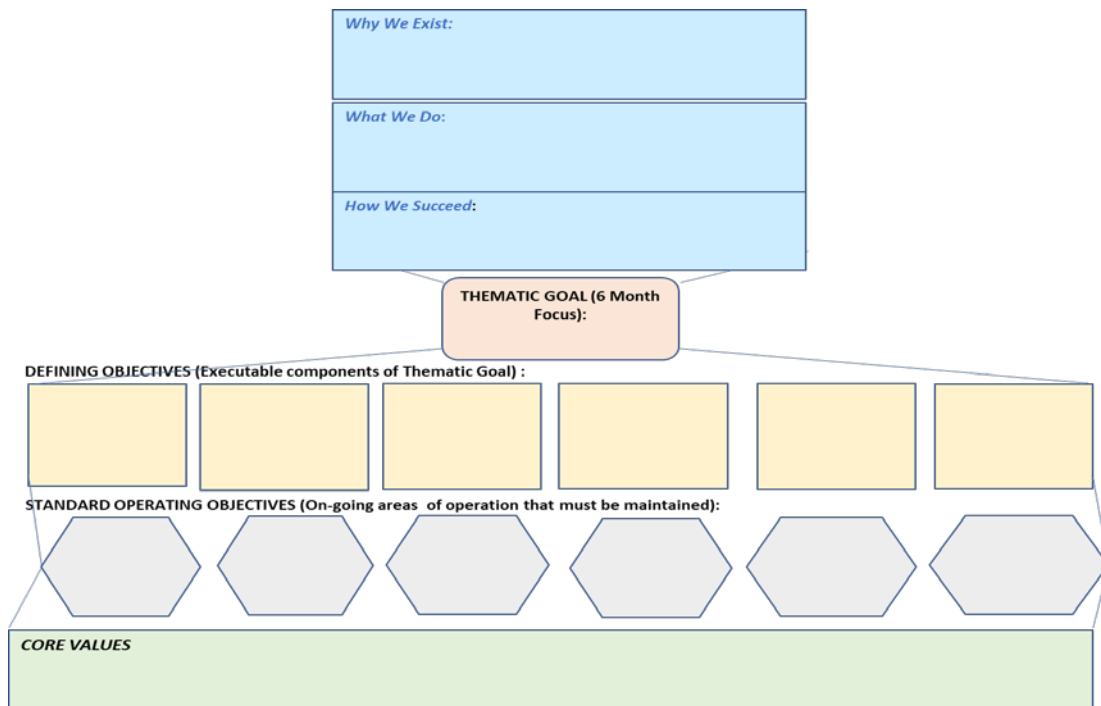 Why We Exist:
What We Do:
How We Succeed:
THEMATIC GOAL (6 Month
Focus):
DEFINING OBJECTIVES (Executable components of Thematic Goal) :
STANDARD OPERATING OBJECTIVES (On-going areas  of operation that must be maintained):
CORE VALUES